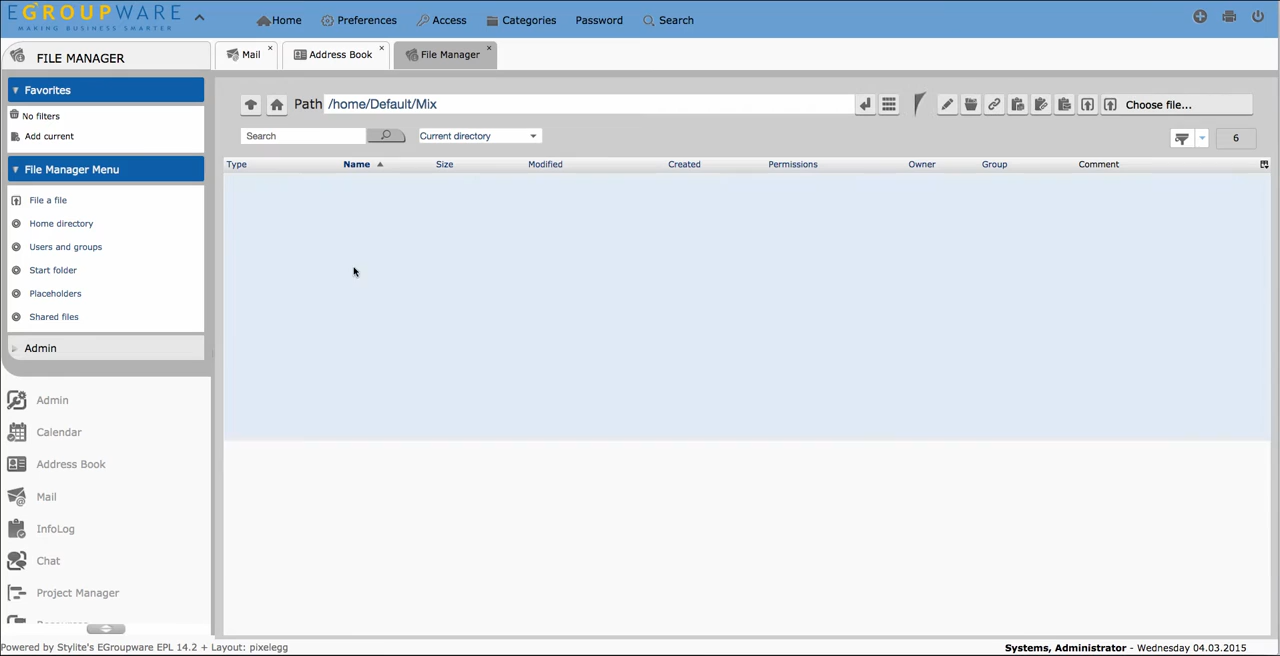 EGROUPWARE
MAKING BUSINESS SMARTER
Home Preferences Access Categories Password Search
FILE MANAGER
Mail Address Book File Manager
Favorites
No filters
Add current
File Manager Menu
File a file
Home directory
Users and groups
Start folder
Placeholders
Shared files
Admin
Admin
Calendar
Address Book
Mail
InfoLog
Chat
Project Manager
Path /home/Default/Mix Choose file...
Search Current directory 6
Type Name Size Modified Created Permissions Owner Group Comment
Powered by Stylite's EGroupware EPL 14.2 + Layout: pixelegg
Systems, Administrator - Wednesday 04.03.2015